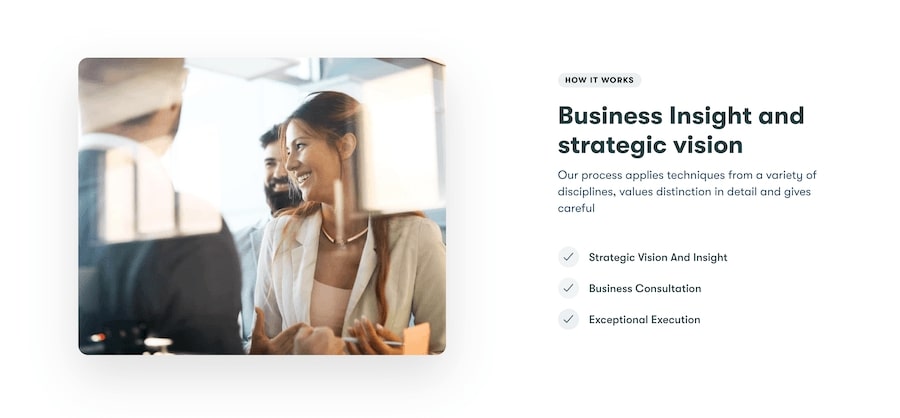 HOW IT WORKS
Business Insight and
strategic vision
Our process applies techniques from a variety of
disciplines, values distinction in detail and gives
careful
Strategic Vision And Insight
Business Consultation
Exceptional Execution